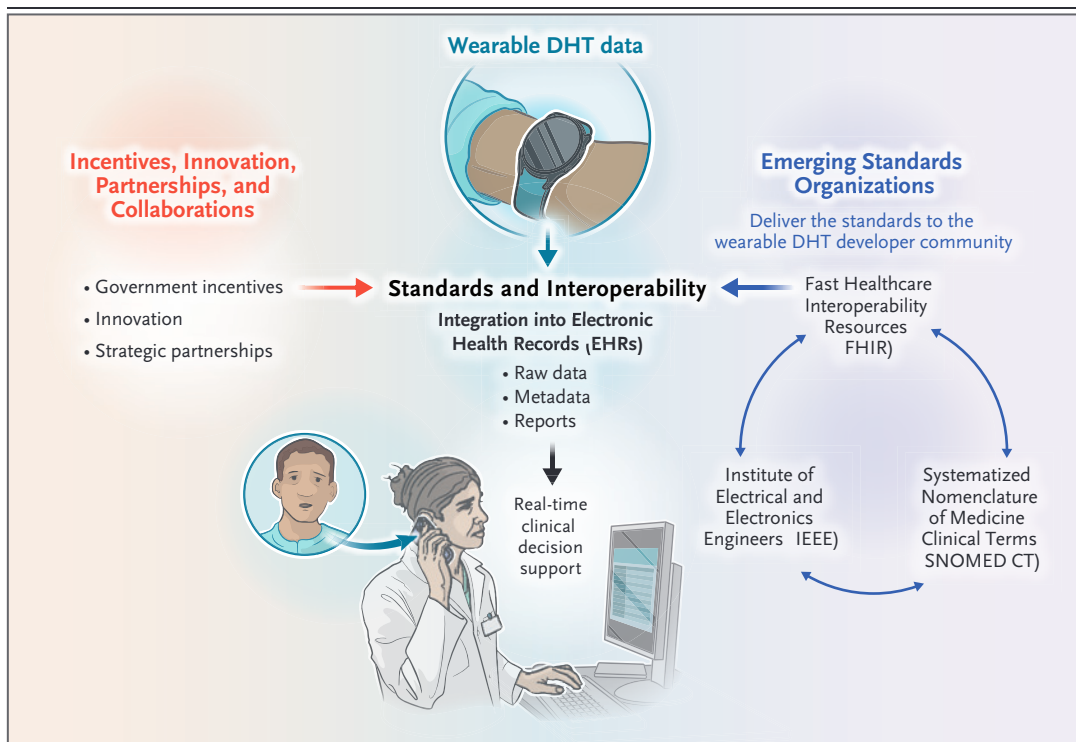 Wearable DHT data
Incentives, Innovation,
Partnerships, and
Collaborations
• Government incentives
• Innovation
• Strategic partnerships
Standards and Interoperability
Integration into Electronic
Health Records (EHRs)
• Raw data
• Metadata
• Reports
Real-time
clinical
decision
support
Emerging Standards
Organizations
Deliver the standards to the
wearable DHT developer community
Fast Healthcare
Interoperability
Resources
FHIR)
Institute of
Electrical and
Electronics
Engineers IEEE)
Systematized
Nomenclature
of Medicine
Clinical Terms
SNOMED CT)